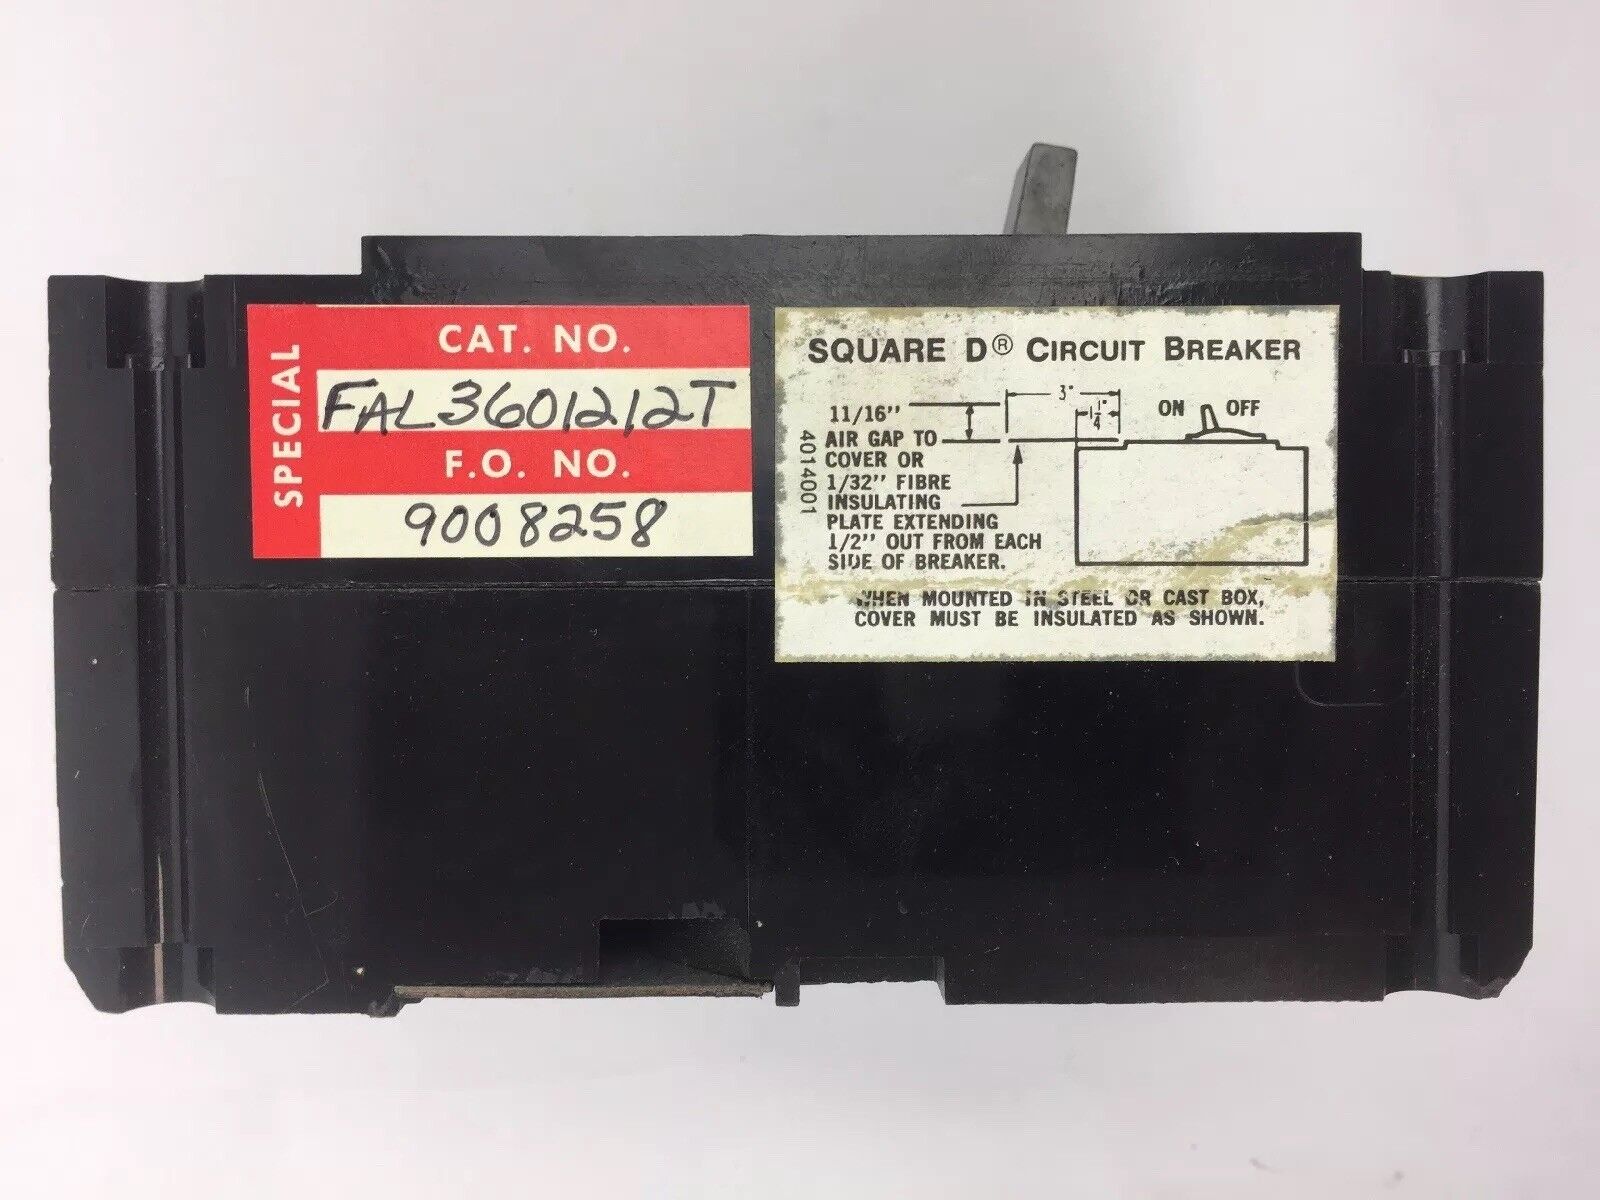 SPECIAL
CAT. NO.
FAL3601212T
F.O. NO.
9008258
SQUARE D® CIRCUIT BREAKER
11/16"
AIR GAP TO
COVER OR
1/32" FIBRE
INSULATING
PLATE EXTENDING
1/2" OUT FROM EACH
SIDE OF BREAKER.
4014001
3"
1 1/4"
ON OFF
WHEN MOUNTED IN STEEL OR CAST BOX,
COVER MUST BE INSULATED AS SHOWN.